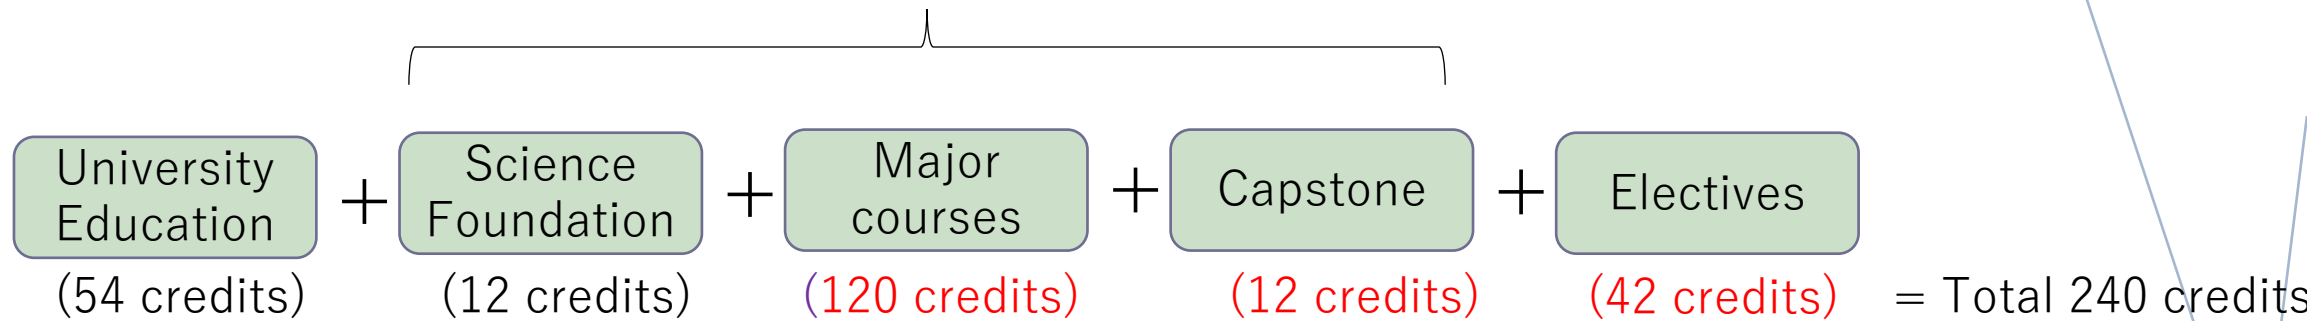 University
Education
+
Science
Foundation
+
Major
courses
+
Capstone
+
Electives
(54 credits)
(12 credits)
(120 credits)
(12 credits)
(42 credits)
= Total 240 credits